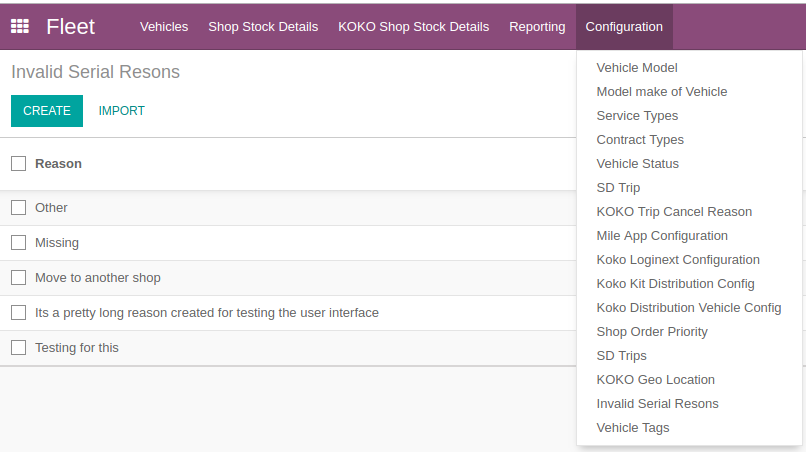 Fleet Vehicles Shop Stock Details KOKO Shop Stock Details Reporting Configuration
Invalid Serial Resons
CREATE IMPORT
Reason
Other
Missing
Move to another shop
Its a pretty long reason created for testing the user interface
Testing for this
Vehicle Model
Model make of Vehicle
Service Types
Contract Types
Vehicle Status
SD Trip
KOKO Trip Cancel Reason
Mile App Configuration
Koko Loginext Configuration
Koko Kit Distribution Config
Koko Distribution Vehicle Config
Shop Order Priority
SD Trips
KOKO Geo Location
Invalid Serial Resons
Vehicle Tags